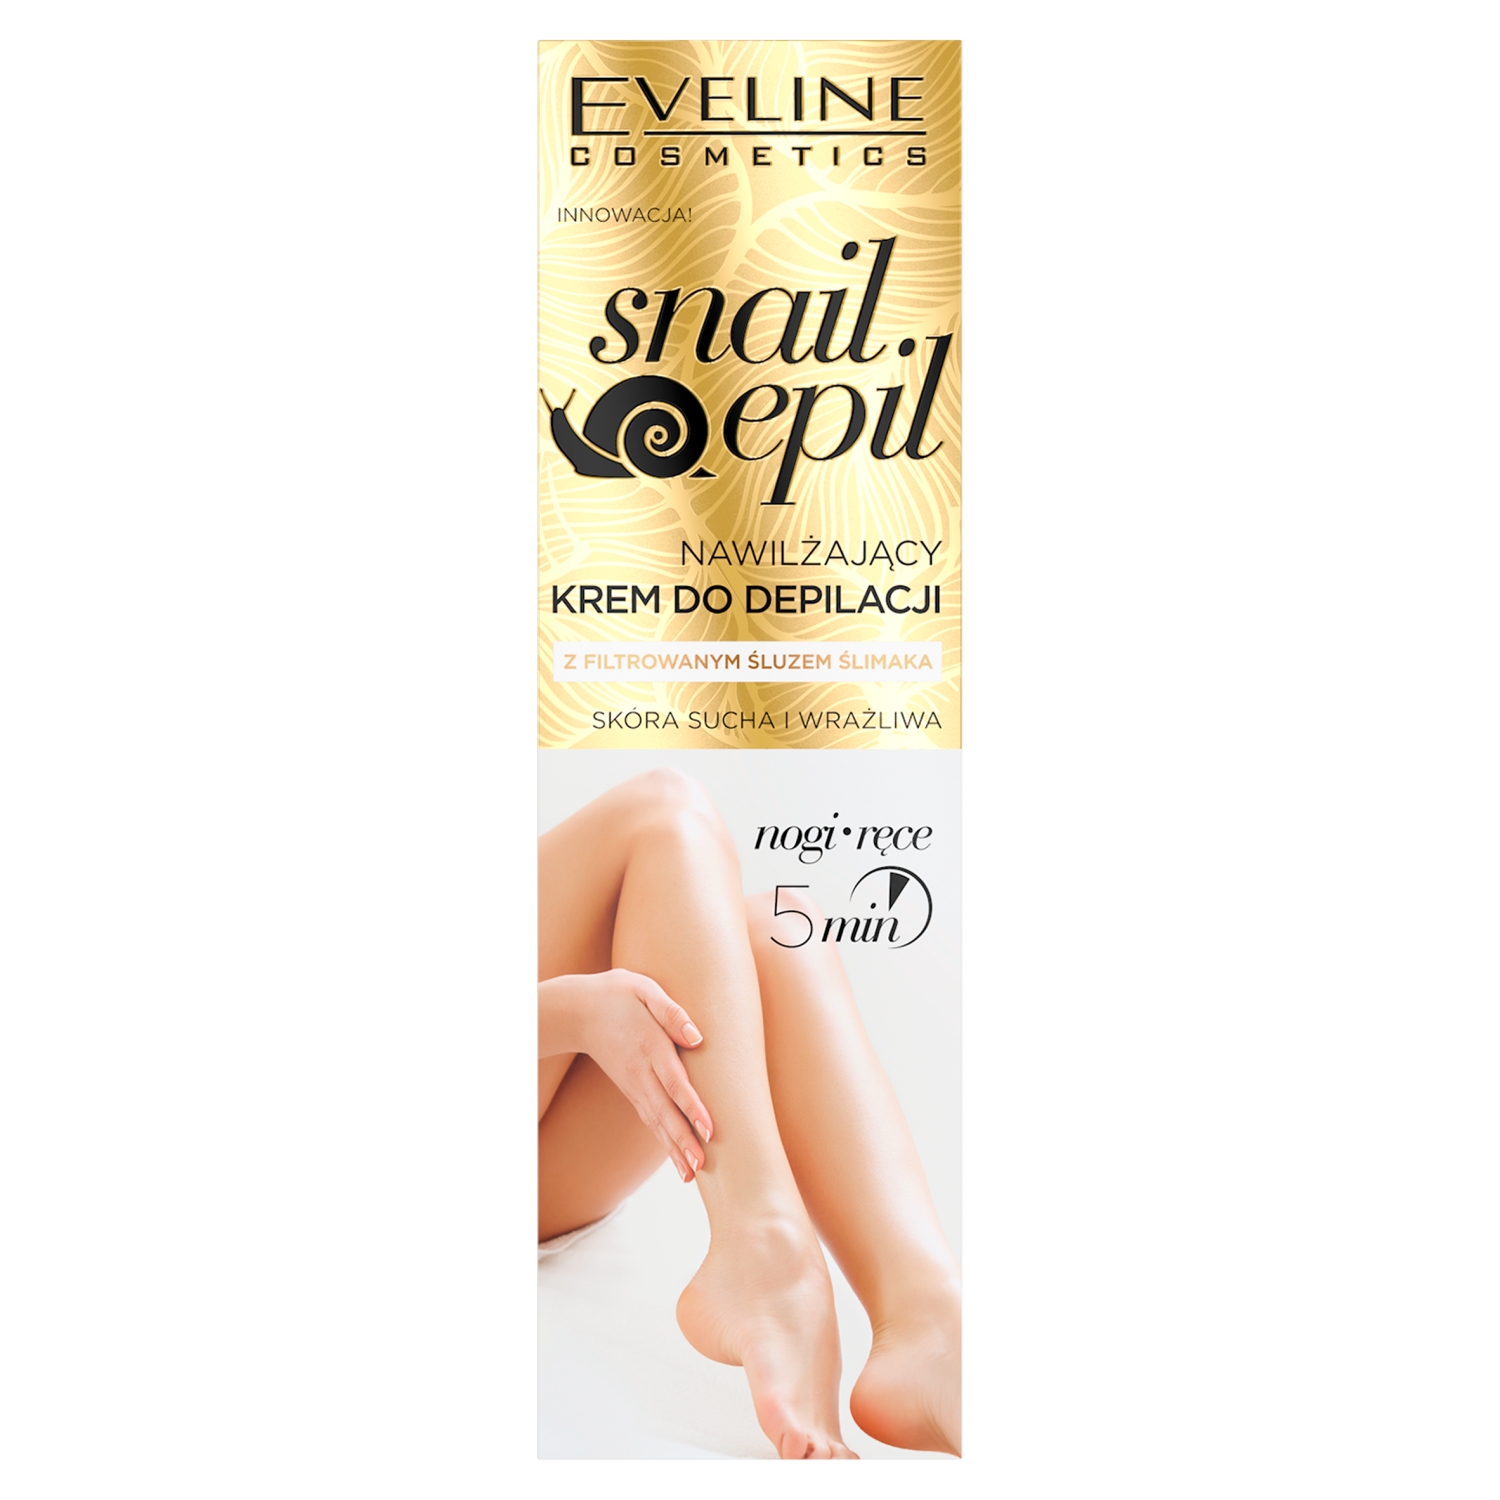 EVELINE
COSMETICS
INNOWACJA!
snail
epil
NAWILŻAJĄCY
KREM DO DEPILACJI
Z FILTROWANYM ŚLUZEM ŚLIMAKA
SKÓRA SUCHA I WRAŻLIWA
nogi • ręce
5 min